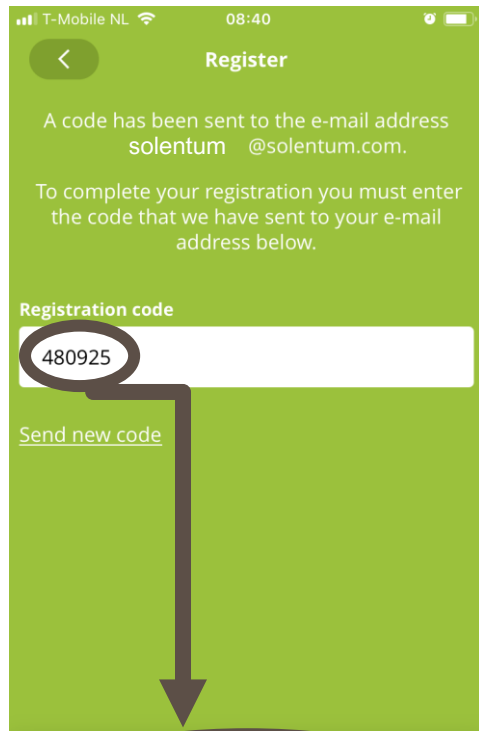 T-Mobile NL 08:40
Register
A code has been sent to the e-mail address
solentum @solentum.com.
To complete your registration you must enter
the code that we have sent to your e-mail
address below.
Registration code
480925
Send new code